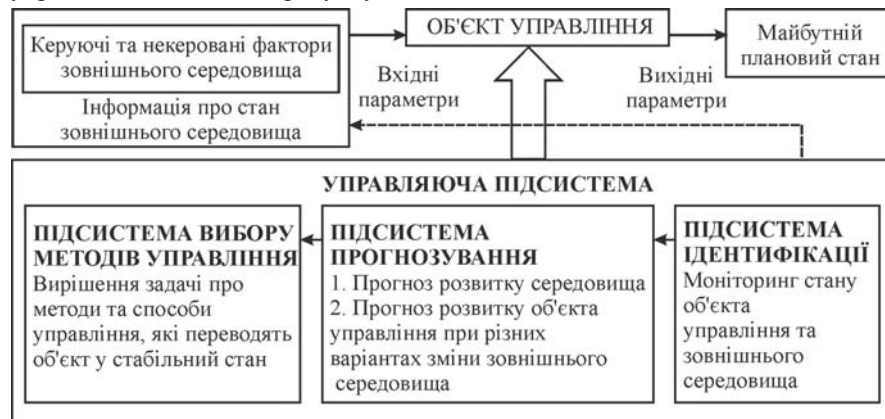 Керуючі та некеровані фактори
зовнішнього середовища
Інформація про стан
зовнішнього середовища
ОБ'ЄКТ УПРАВЛІННЯ
Майбутній
плановий стан
Вхідні
параметри
Вихідні
параметри
УПРАВЛЯЮЧА ПІДСИСТЕМА
ПІДСИСТЕМА ВИБОРУ
МЕТОДІВ УПРАВЛІННЯ
Вирішення задачі про
методи та способи
управління, які переводять
об'єкт у стабільний стан
ПІДСИСТЕМА
ПРОГНОЗУВАННЯ
1. Прогноз розвитку середовища
2. Прогноз розвитку об'єкта
управління при різних
варіантах зміни зовнішнього
середовища
ПІДСИСТЕМА
ІДЕНТИФІКАЦІЇ
Моніторинг стану
об'єкта
управління та
зовнішнього
середовища